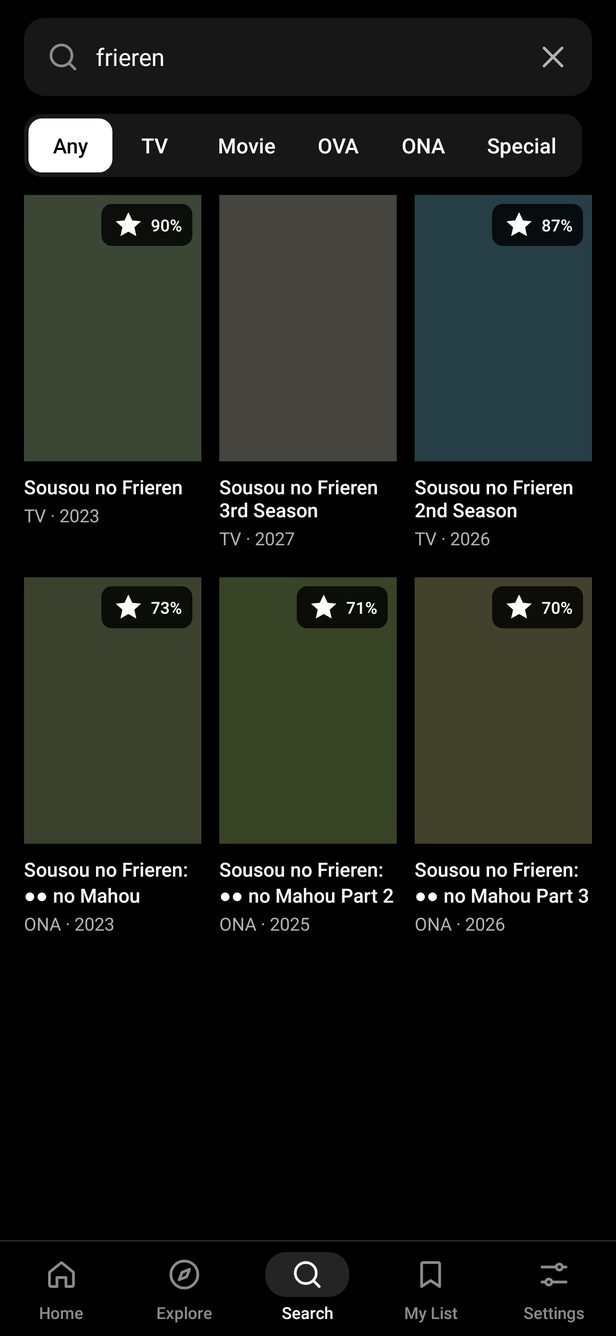 frieren
Any TV Movie OVA ONA Special
90%
87%
Sousou no Frieren
TV · 2023
Sousou no Frieren
3rd Season
TV · 2027
Sousou no Frieren
2nd Season
TV · 2026
73%
71%
70%
Sousou no Frieren:
●● no Mahou
ONA · 2023
Sousou no Frieren:
●● no Mahou Part 2
ONA · 2025
Sousou no Frieren:
●● no Mahou Part 3
ONA · 2026
Home Explore Search My List Settings